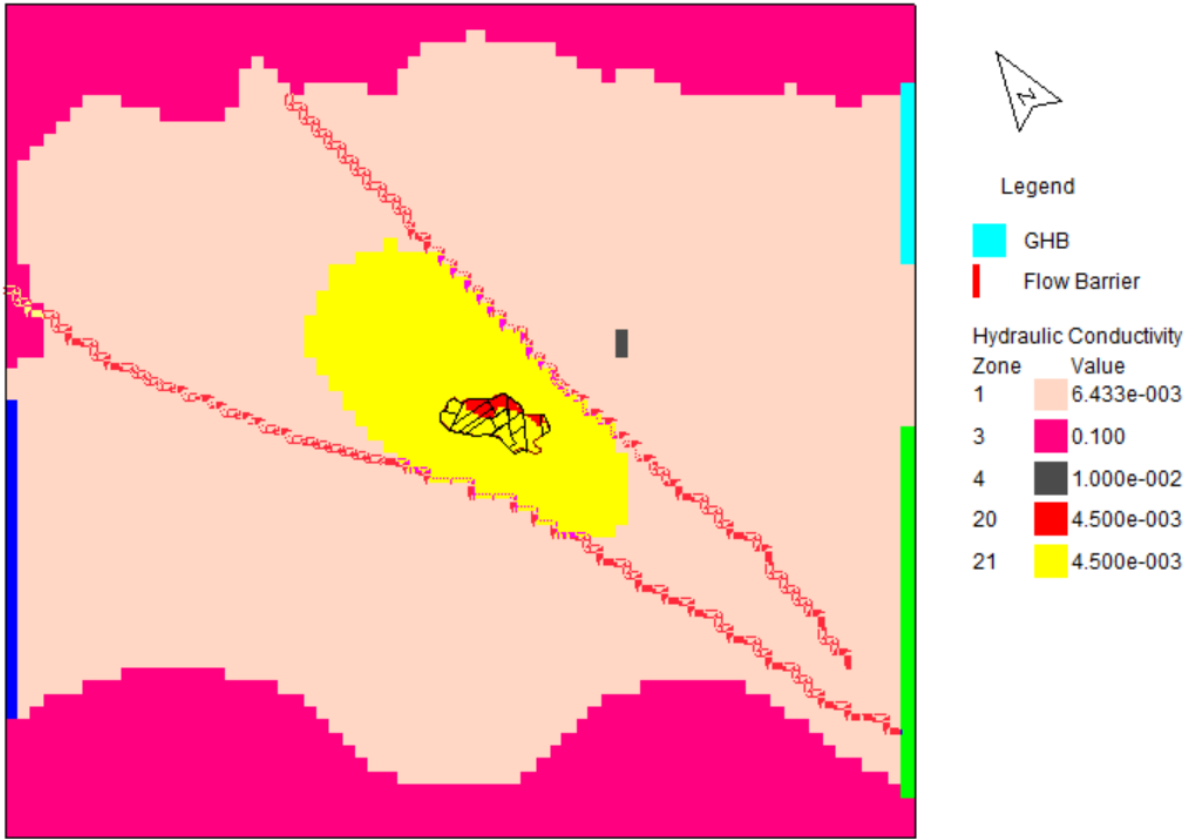 N
Legend
GHB
Flow Barrier
Hydraulic Conductivity
Zone Value
1 6.433e-003
3 0.100
4 1.000e-002
20 4.500e-003
21 4.500e-003